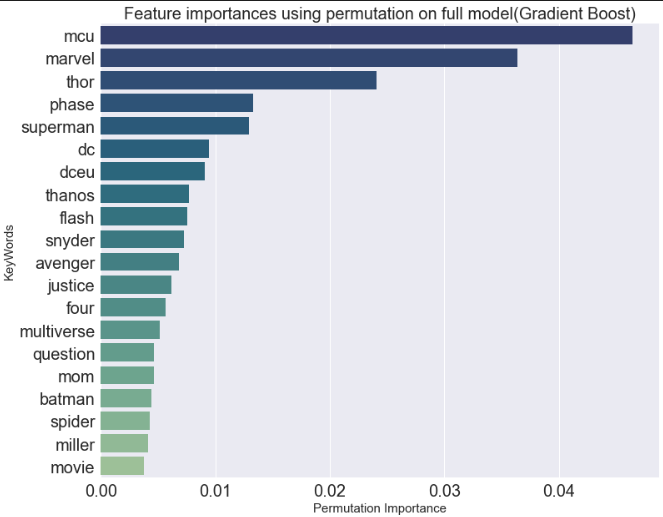 Feature importances using permutation on full model(Gradient Boost)
mcu
marvel
thor
phase
superman
dc
dceu
thanos
flash
snyder
avenger
justice
four
multiverse
question
mom
batman
spider
miller
movie
KeyWords
0.00 0.01 0.02 0.03 0.04
Permutation Importance